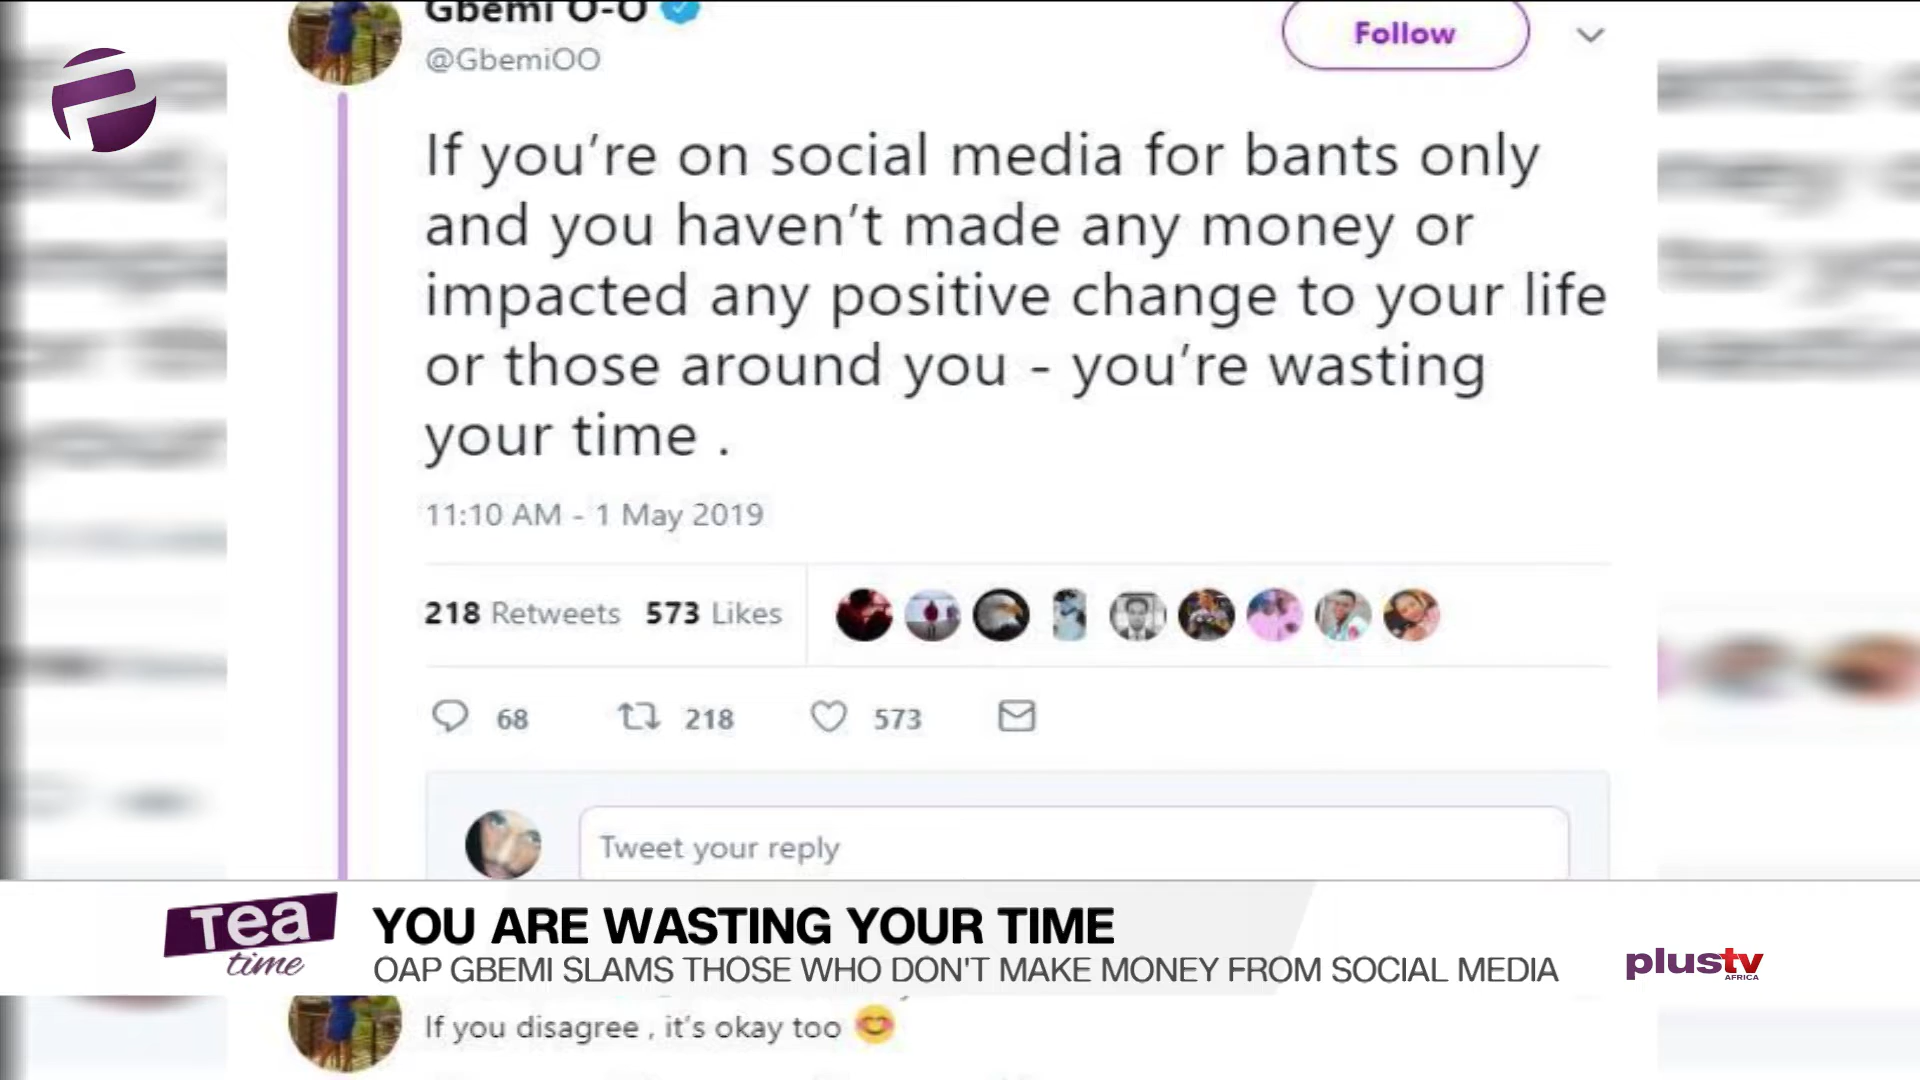 Gbemi O-O
@GbemiOO
Follow
If you're on social media for bants only
and you haven't made any money or
impacted any positive change to your life
or those around you - you're wasting
your time .
11:10 AM - 1 May 2019
218 Retweets 573 Likes
68 218 573
Tweet your reply
Tea
time
YOU ARE WASTING YOUR TIME
OAP GBEMI SLAMS THOSE WHO DON'T MAKE MONEY FROM SOCIAL MEDIA
plustv
AFRICA
If you disagree , it's okay too